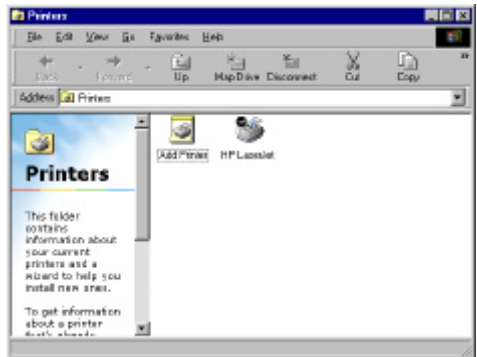 Printers
File Edit View Go Favorites Help
Back Forward Up Map Drive Disconnect Cut Copy »
Address Printers
Add Printer HP LaserJet
Printers
This folder
contains
information about
your current
printers and a
wizard to help you
install new ones.
To get information
about a printer
that's already